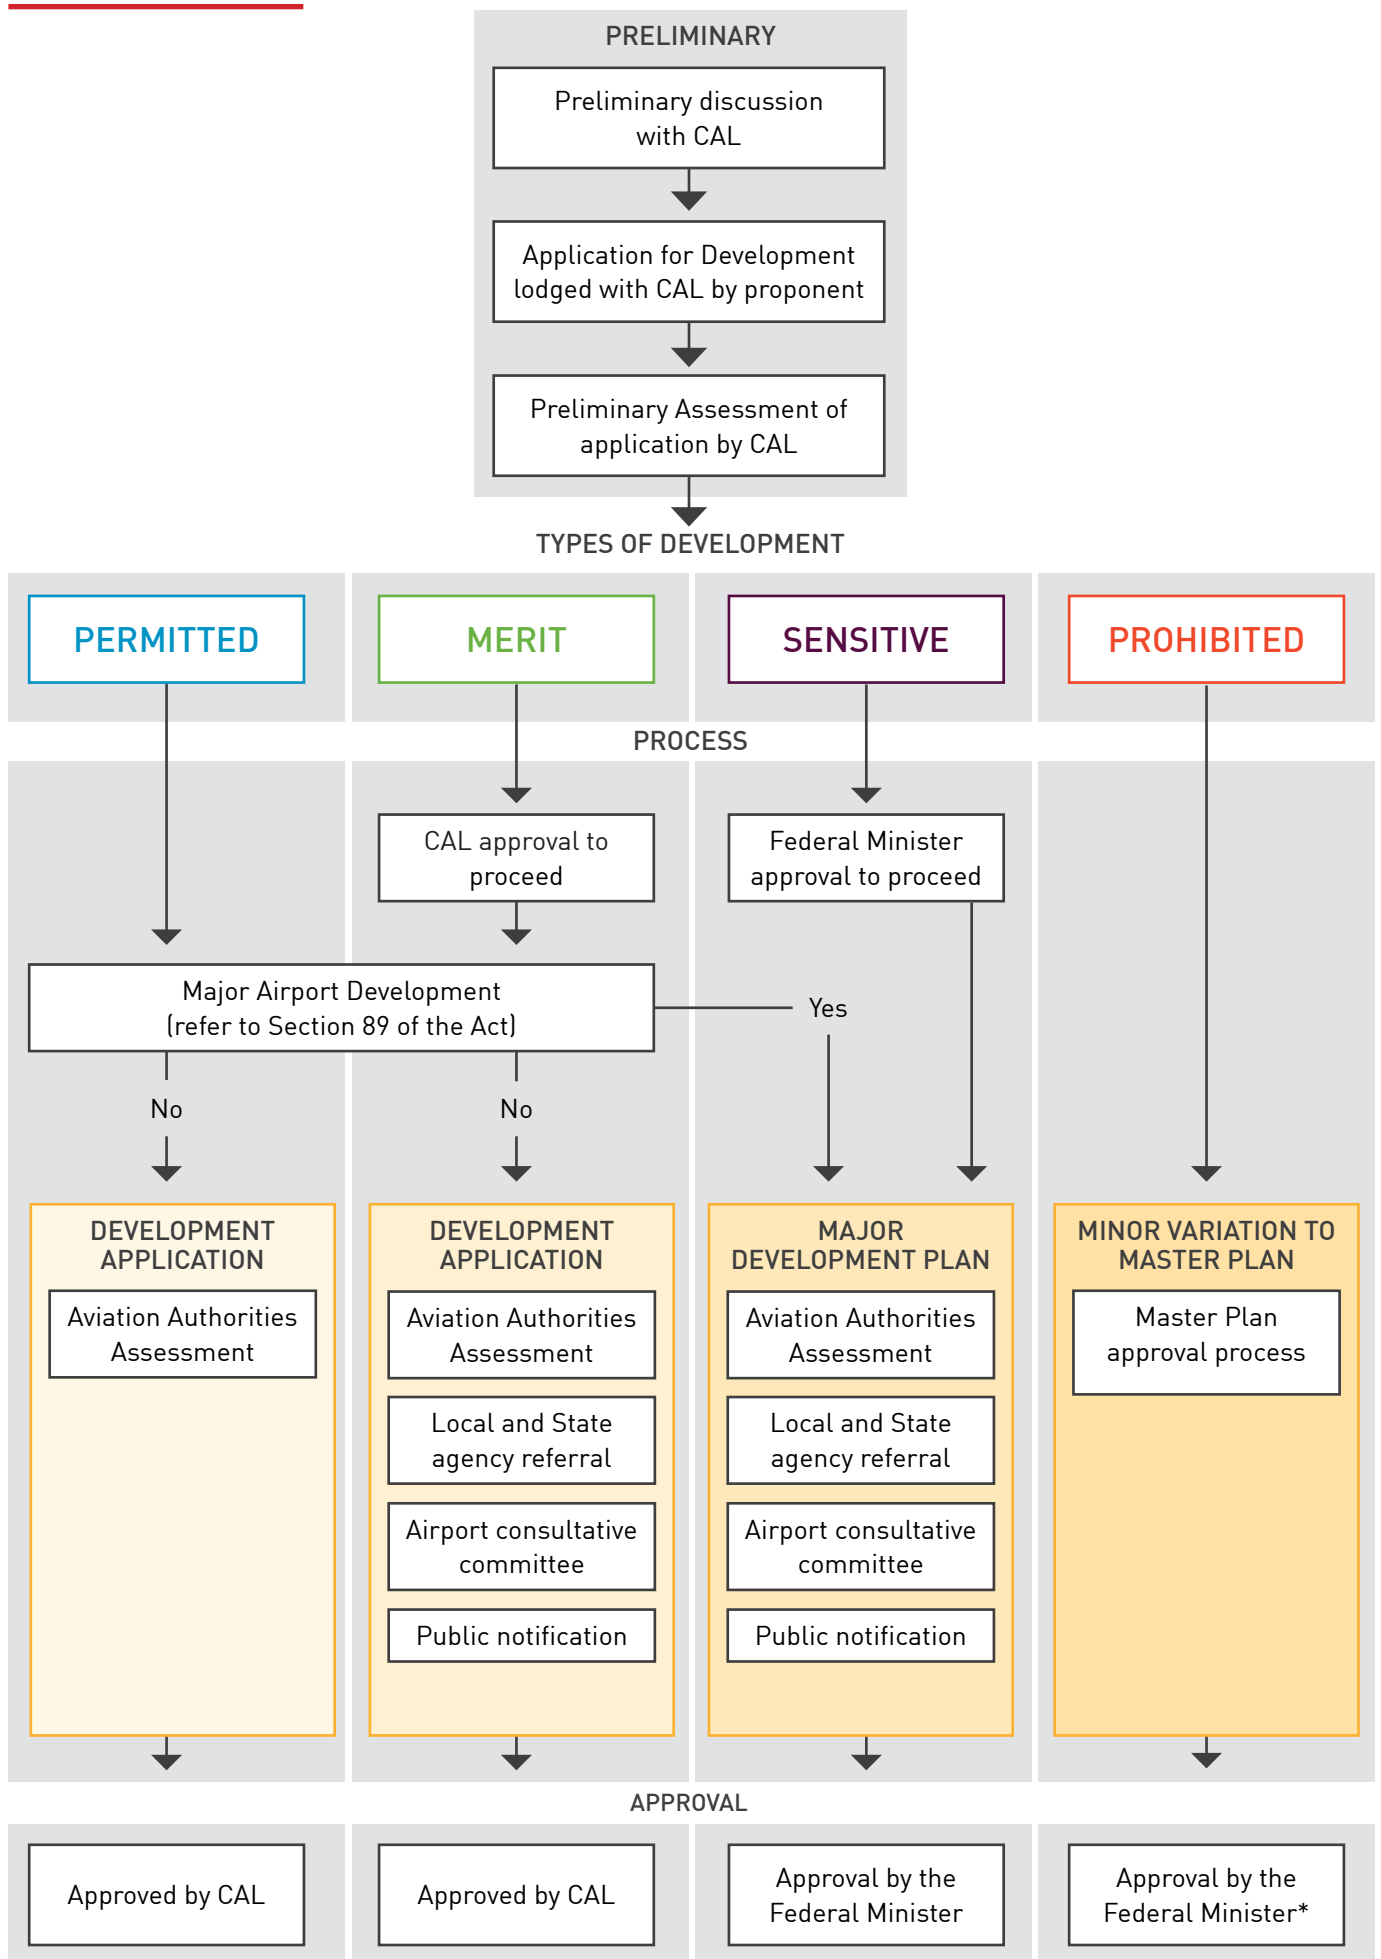 PRELIMINARY
Preliminary discussion
with CAL
Application for Development
lodged with CAL by proponent
Preliminary Assessment of
application by CAL
TYPES OF DEVELOPMENT
PERMITTED
MERIT
SENSITIVE
PROHIBITED
PROCESS
CAL approval to
proceed
Federal Minister
approval to proceed
Major Airport Development
(refer to Section 89 of the Act)
Yes
No
No
DEVELOPMENT
APPLICATION
Aviation Authorities
Assessment
DEVELOPMENT
APPLICATION
Aviation Authorities
Assessment
Local and State
agency referral
Airport consultative
committee
Public notification
MAJOR
DEVELOPMENT PLAN
Aviation Authorities
Assessment
Local and State
agency referral
Airport consultative
committee
Public notification
MINOR VARIATION TO
MASTER PLAN
Master Plan
approval process
APPROVAL
Approved by CAL
Approved by CAL
Approval by the
Federal Minister
Approval by the
Federal Minister*